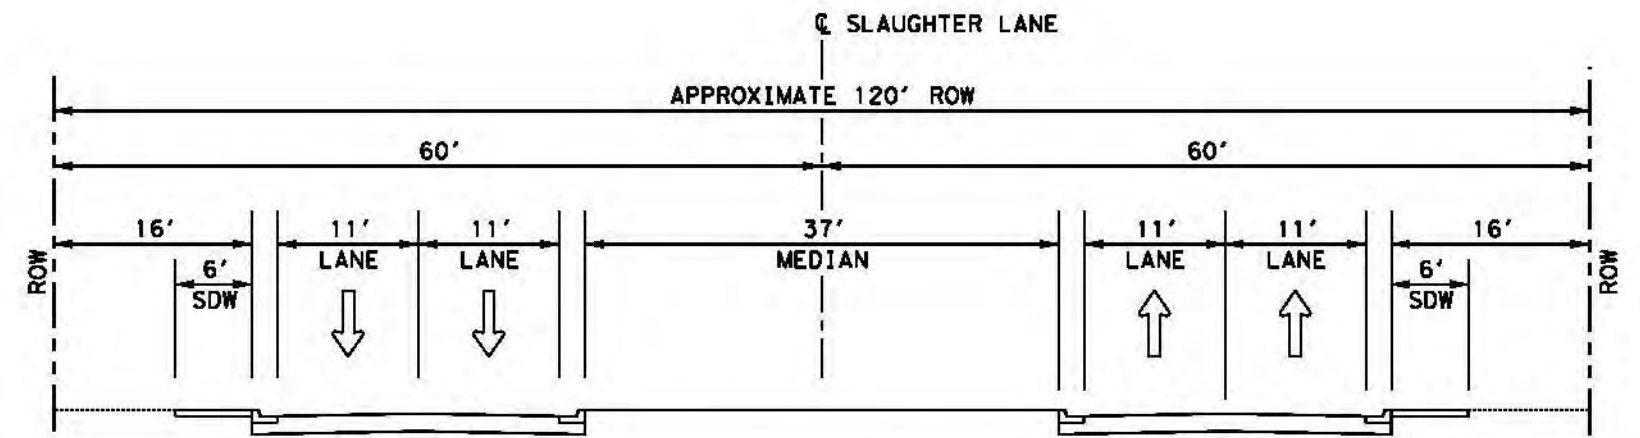 ℄ SLAUGHTER LANE
APPROXIMATE 120' ROW
60' 60'
16' 11' 11' 37' 11' 11' 16'
LANE LANE MEDIAN LANE LANE
6' 6'
SDW SDW
ROW ROW